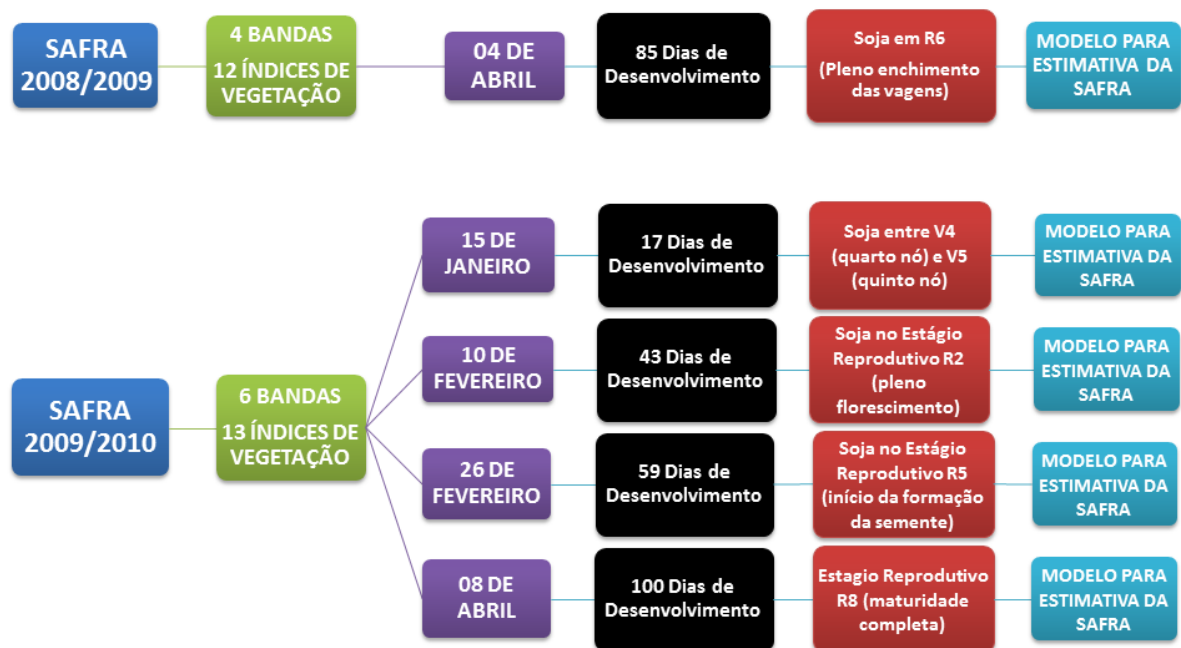 SAFRA
2008/2009
4 BANDAS
12 ÍNDICES DE
VEGETAÇÃO
04 DE
ABRIL
85 Dias de
Desenvolvimento
Soja em R6
(Pleno enchimento
das vagens)
MODELO PARA
ESTIMATIVA DA
SAFRA
SAFRA
2009/2010
6 BANDAS
13 ÍNDICES DE
VEGETAÇÃO
15 DE
JANEIRO
17 Dias de
Desenvolvimento
Soja entre V4
(quarto nó) e V5
(quinto nó)
MODELO PARA
ESTIMATIVA DA
SAFRA
10 DE
FEVEREIRO
43 Dias de
Desenvolvimento
Soja no Estágio
Reprodutivo R2
(pleno
florescimento)
MODELO PARA
ESTIMATIVA DA
SAFRA
26 DE
FEVEREIRO
59 Dias de
Desenvolvimento
Soja no Estágio
Reprodutivo R5
(início da formação
da semente)
MODELO PARA
ESTIMATIVA DA
SAFRA
08 DE
ABRIL
100 Dias de
Desenvolvimento
Estagio Reprodutivo
R8 (maturidade
completa)
MODELO PARA
ESTIMATIVA DA
SAFRA